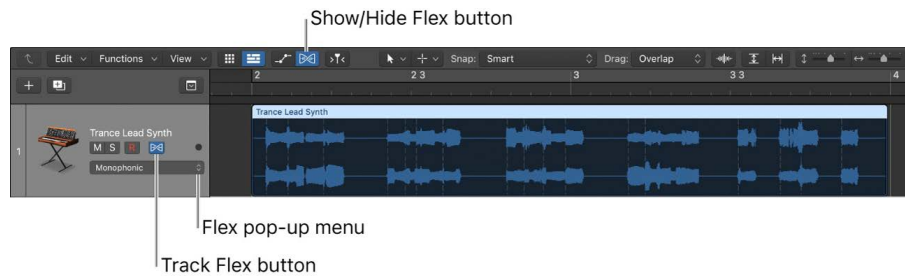 Show/Hide Flex button
Edit Functions View Snap: Smart Drag: Overlap
2 2 3 3 3 3 4
Trance Lead Synth
Trance Lead Synth
M S R
1
Monophonic
Flex pop-up menu
Track Flex button